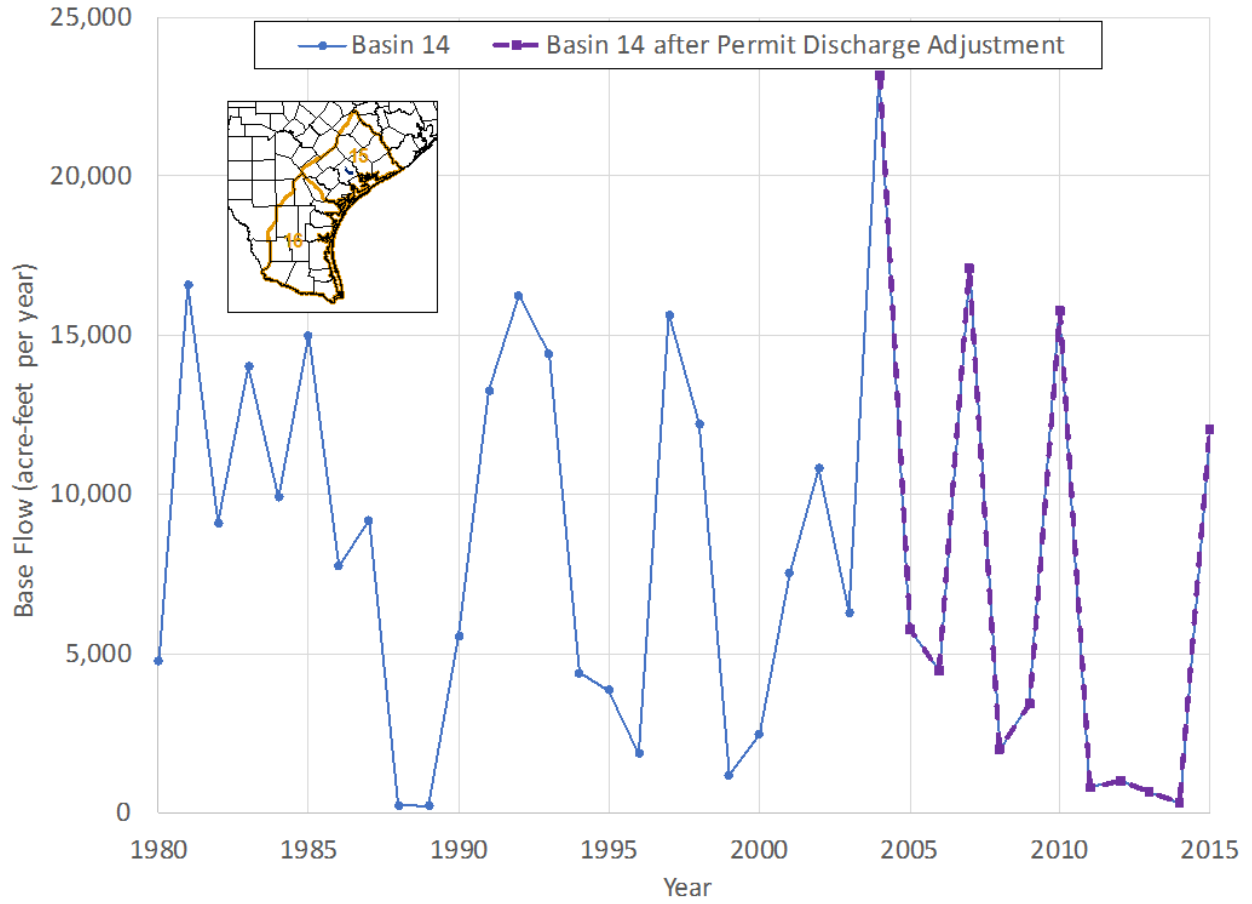 25,000
Basin 14 Basin 14 after Permit Discharge Adjustment
20,000
15,000
10,000
5,000
0
15
16
Base Flow (acre-feet per year)
1980 1985 1990 1995 2000 2005 2010 2015
Year